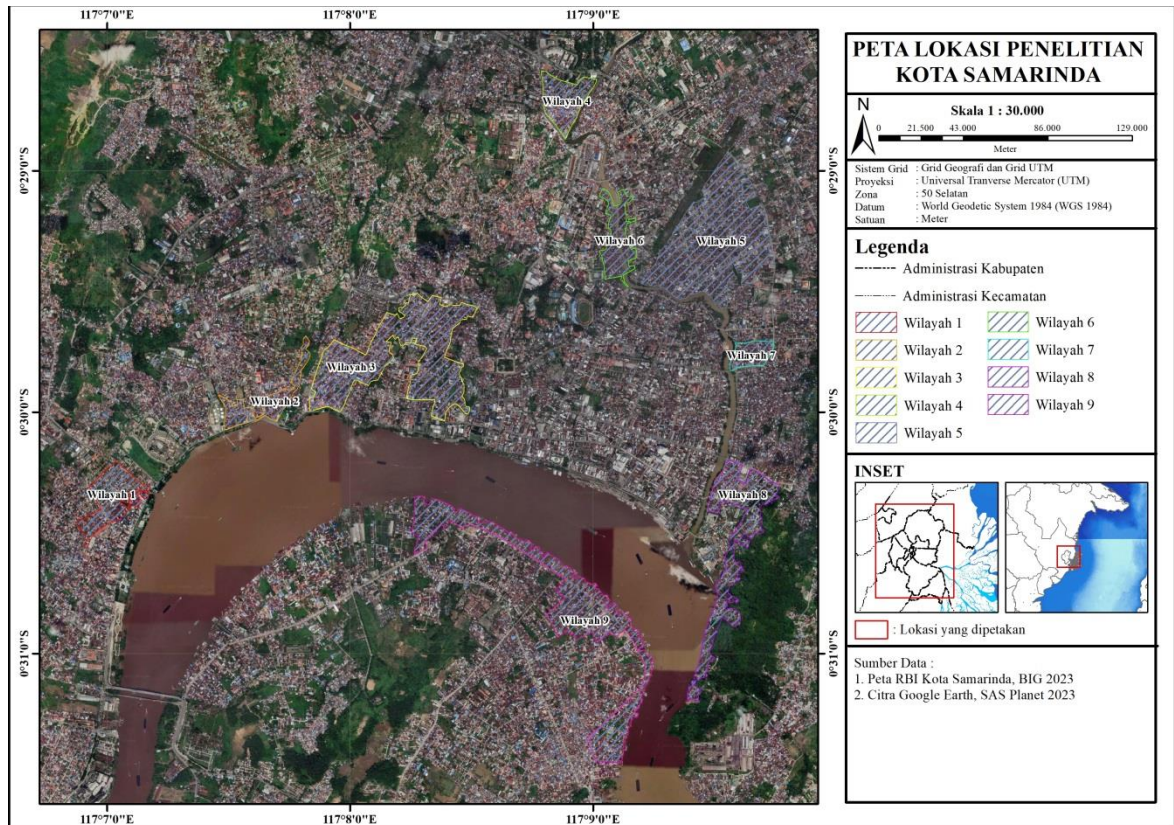 117°7'0"E 117°8'0"E 117°9'0"E
0°29'0"S 0°29'0"S
0°30'0"S 0°30'0"S
0°31'0"S 0°31'0"S
117°7'0"E 117°8'0"E 117°9'0"E
Wilayah 4
Wilayah 6
Wilayah 5
Wilayah 3
Wilayah 7
Wilayah 2
Wilayah 1
Wilayah 8
Wilayah 9
PETA LOKASI PENELITIAN
KOTA SAMARINDA
N
Skala 1 : 30.000
0 21.500 43.000 86.000 129.000
Meter
Sistem Grid : Grid Geografi dan Grid UTM
Proyeksi : Universal Tranverse Mercator (UTM)
Zona : 50 Selatan
Datum : World Geodetic System 1984 (WGS 1984)
Satuan : Meter
Legenda
Administrasi Kabupaten
Administrasi Kecamatan
Wilayah 1
Wilayah 2
Wilayah 3
Wilayah 4
Wilayah 5
Wilayah 6
Wilayah 7
Wilayah 8
Wilayah 9
INSET
: Lokasi yang dipetakan
Sumber Data :
1. Peta RBI Kota Samarinda, BIG 2023
2. Citra Google Earth, SAS Planet 2023